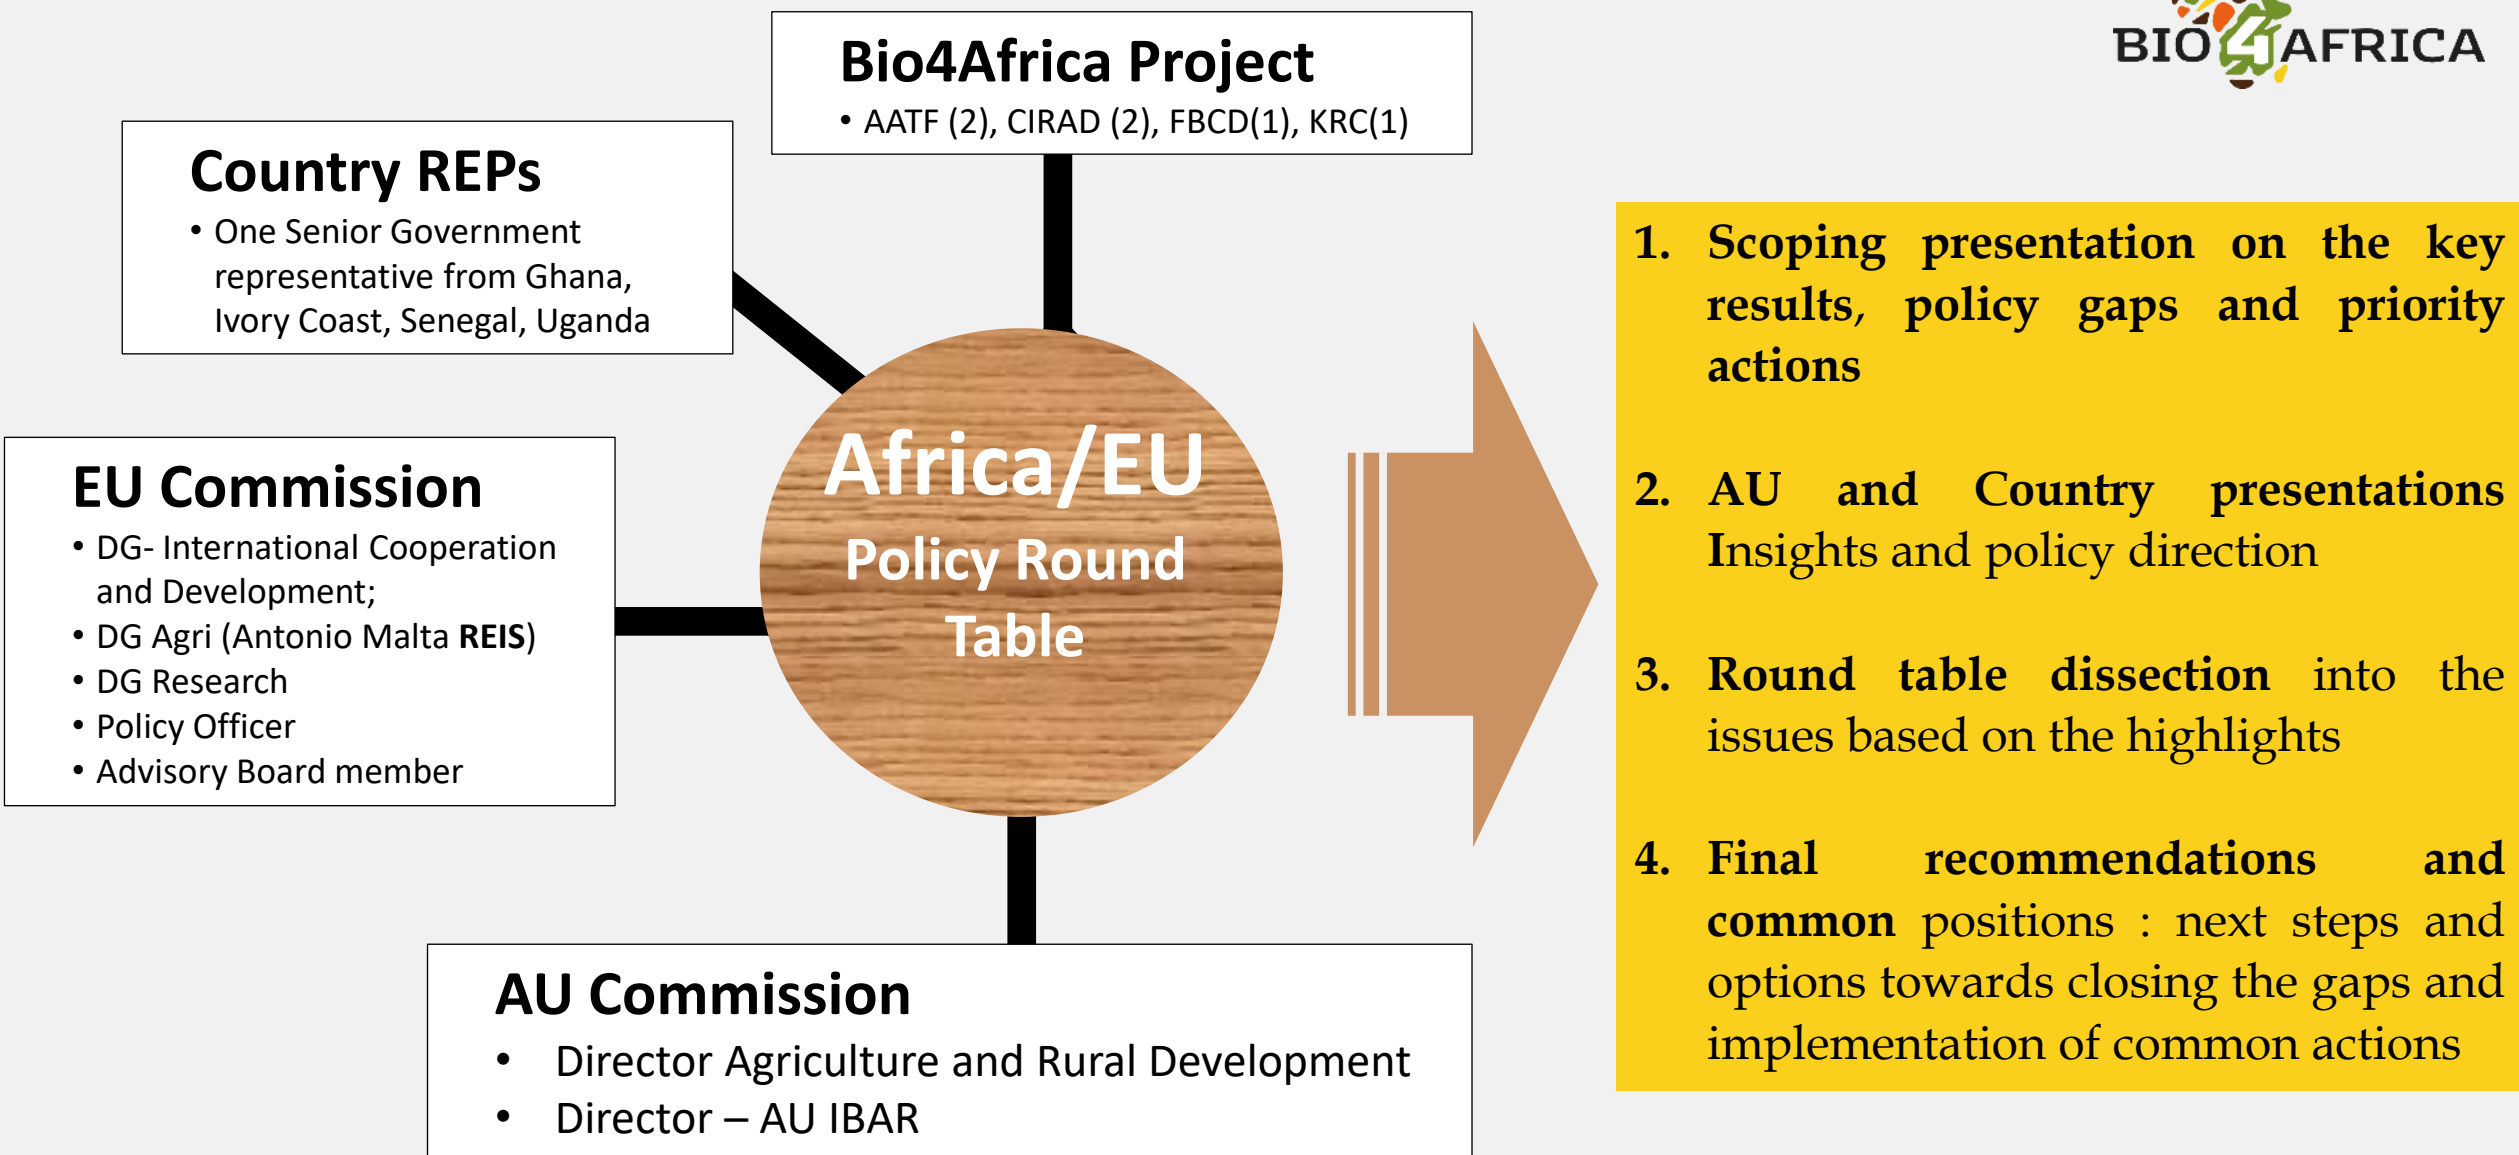 Bio4Africa Project
• AATF (2), CIRAD (2), FBCD(1), KRC(1)
BIO4AFRICA
Country REPs
• One Senior Government
representative from Ghana,
Ivory Coast, Senegal, Uganda
EU Commission
• DG- International Cooperation
and Development;
• DG Agri (Antonio Malta REIS)
• DG Research
• Policy Officer
• Advisory Board member
Africa/EU
Policy Round
Table
AU Commission
• Director Agriculture and Rural Development
• Director – AU IBAR
1. Scoping presentation on the key
results, policy gaps and priority
actions
2. AU and Country presentations
Insights and policy direction
3. Round table dissection into the
issues based on the highlights
4. Final recommendations and
common positions : next steps and
options towards closing the gaps and
implementation of common actions